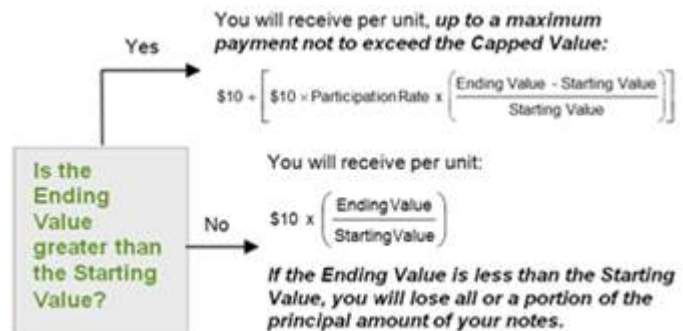 You will receive per unit, up to a maximum
payment not to exceed the Capped Value:
Yes
$10 + [ $10 × Participation Rate x ( Ending Value - Starting Value / Starting Value ) ]
Is the
Ending
Value
greater than
the Starting
Value?
No
You will receive per unit:
$10 x ( Ending Value / Starting Value )
If the Ending Value is less than the Starting
Value, you will lose all or a portion of the
principal amount of your notes.